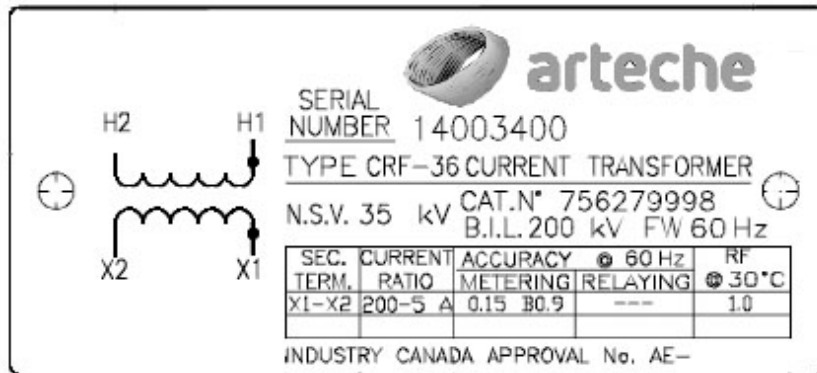 arteche
SERIAL
NUMBER 14003400
H2 H1
TYPE CRF-36 CURRENT TRANSFORMER
N.S.V. 35 kV CAT.Nº 756279998
B.I.L. 200 kV FW 60 Hz
X2 X1
SEC. TERM. CURRENT RATIO ACCURACY @ 60 Hz RF @ 30°C
METERING RELAYING
X1-X2 200-5 A 0.15 B0.9 --- 1.0
INDUSTRY CANADA APPROVAL No. AE-